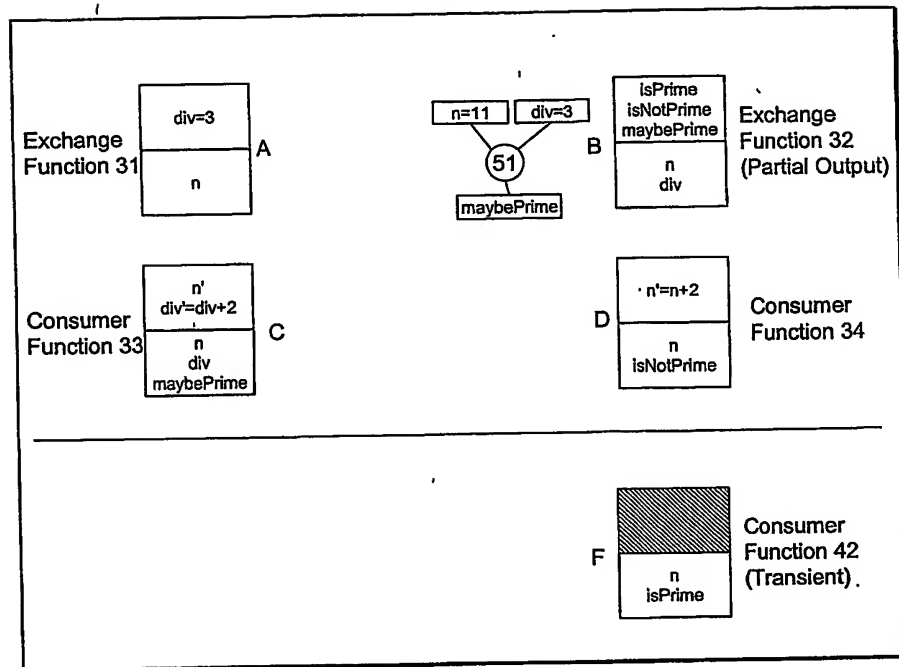 Exchange
Function 31
div=3
n
A
n=11
div=3
51
maybePrime
B
isPrime
isNotPrime
maybePrime
n
div
Exchange
Function 32
(Partial Output)
Consumer
Function 33
n'
div'=div+2
n
div
maybePrime
C
D
n'=n+2
n
isNotPrime
Consumer
Function 34
F
n
isPrime
Consumer
Function 42
(Transient)